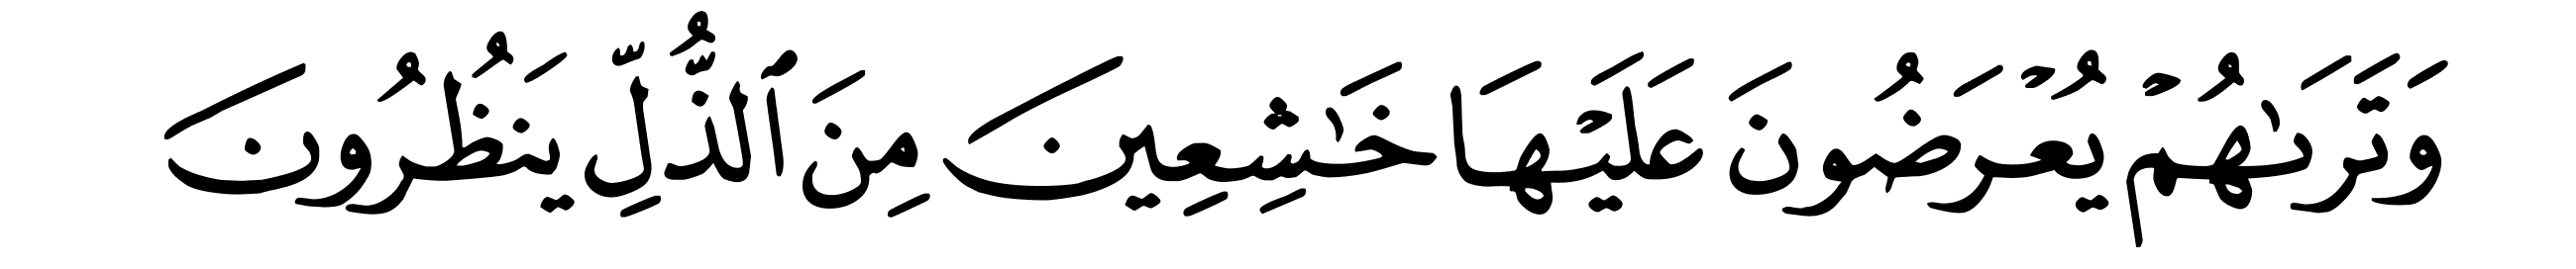 وَتَرَىٰهُمْ يُعْرَضُونَ عَلَيْهَا خَٰشِعِينَ مِنَ ٱلذُّلِّ يَنظُرُونَ